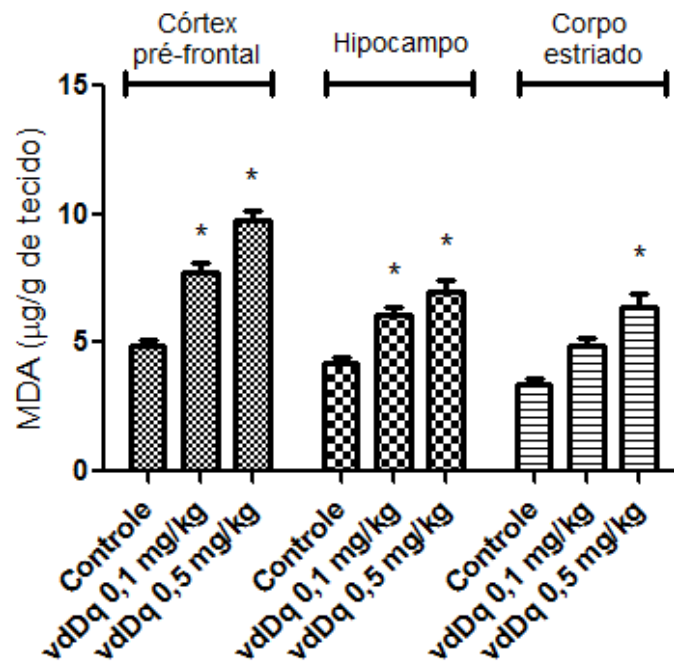 Córtex
pré-frontal
Hipocampo
Corpo
estriado
MDA (µg/g de tecido)
15
10
5
0
*
*
*
*
*
Controle
vdDq 0,1 mg/kg
vdDq 0,5 mg/kg
Controle
vdDq 0,1 mg/kg
vdDq 0,5 mg/kg
Controle
vdDq 0,1 mg/kg
vdDq 0,5 mg/kg